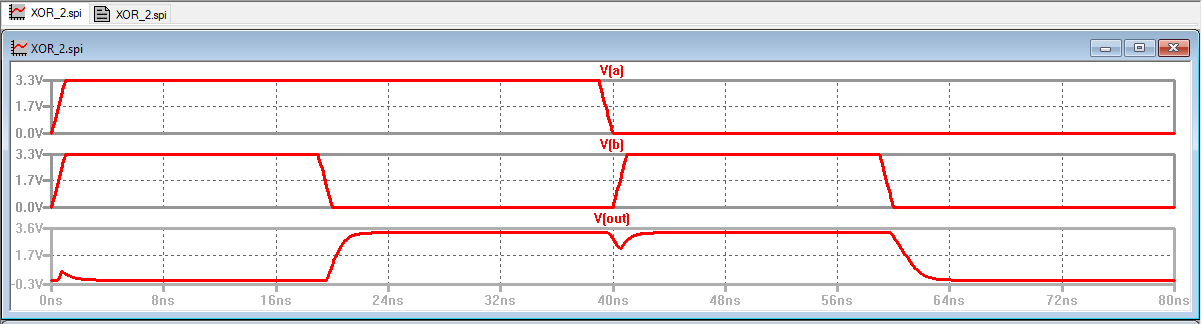 XOR_2.spi XOR_2.spi
XOR_2.spi
V(a)
3.3V
1.7V
0.0V
V(b)
3.3V
1.7V
0.0V
V(out)
3.6V
1.7V
-0.3V
0ns 8ns 16ns 24ns 32ns 40ns 48ns 56ns 64ns 72ns 80ns